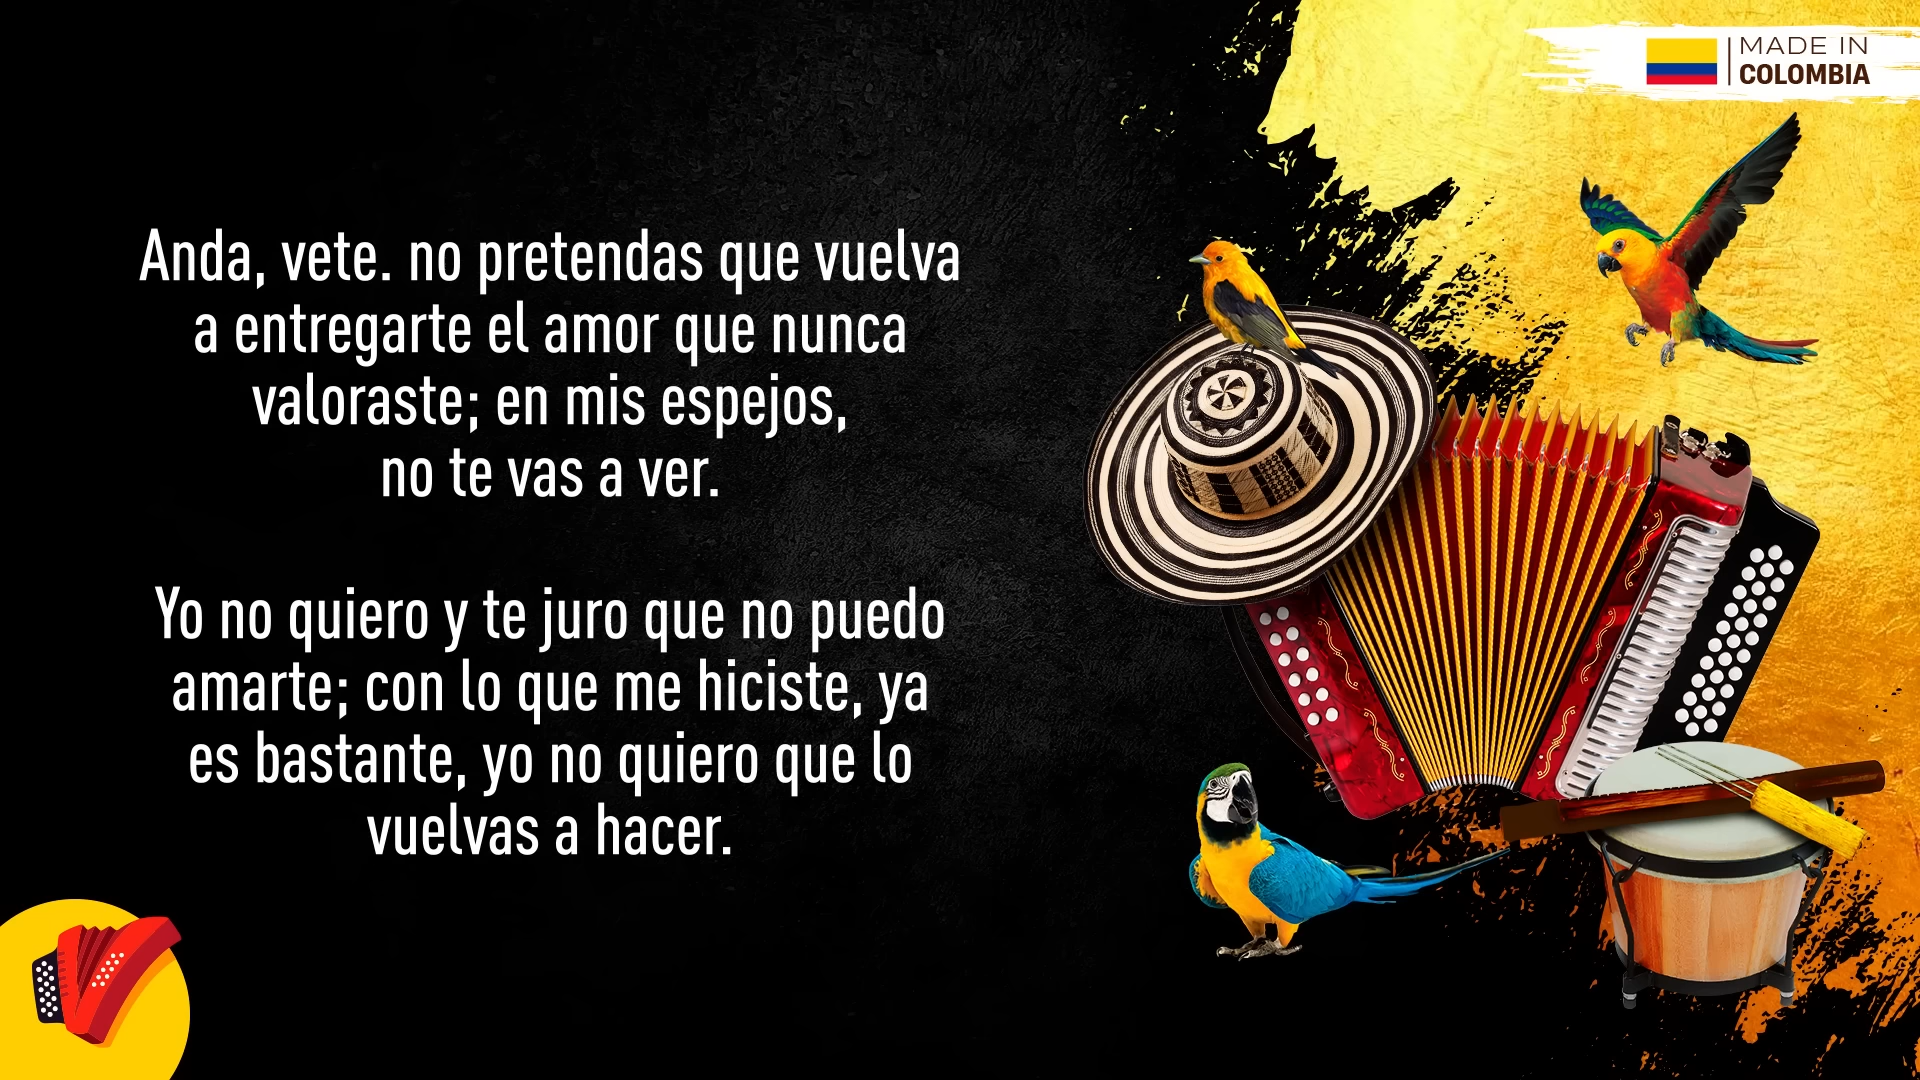 MADE IN
COLOMBIA
Anda, vete. no pretendas que vuelva
a entregarte el amor que nunca
valoraste; en mis espejos,
no te vas a ver.
Yo no quiero y te juro que no puedo
amarte; con lo que me hiciste, ya
es bastante, yo no quiero que lo
vuelvas a hacer.